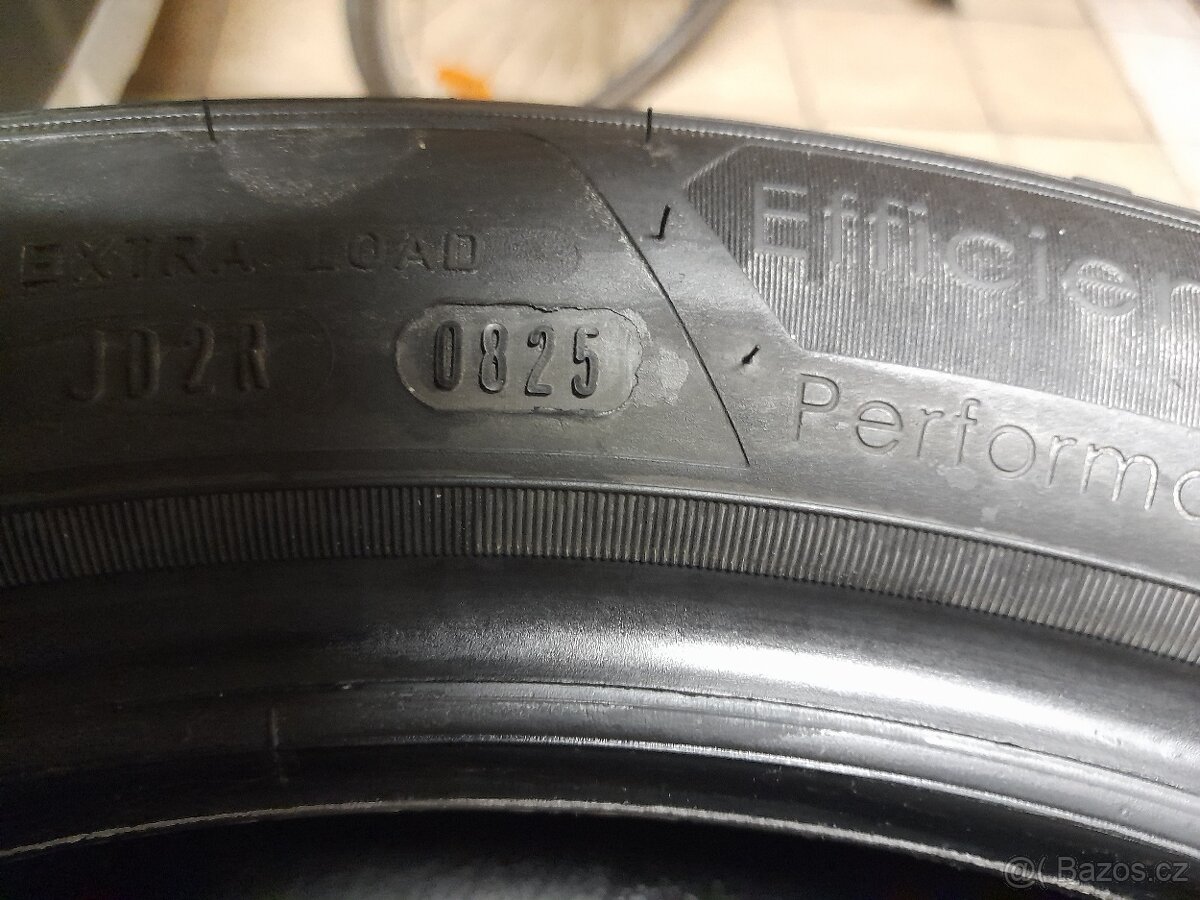 EXTRA LOAD
JD2R 0825
Efficien
Performa
@(.Bazos.cz